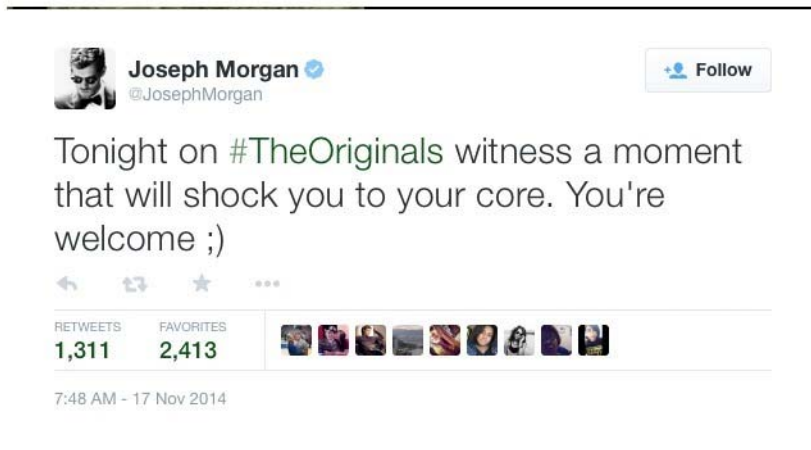 Joseph Morgan
@JosephMorgan
Follow
Tonight on #TheOriginals witness a moment
that will shock you to your core. You're
welcome ;)
RETWEETS FAVORITES
1,311 2,413
7:48 AM - 17 Nov 2014